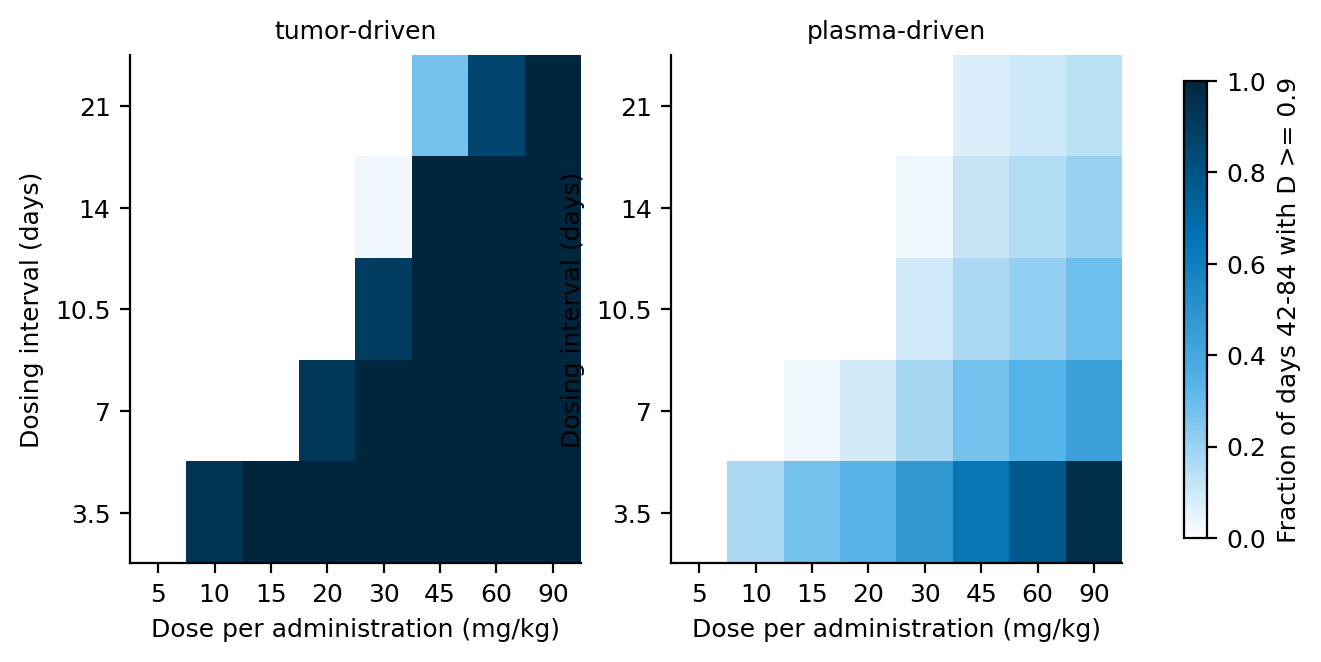 tumor-driven
Dosing interval (days)
21
14
10.5
7
3.5
5 10 15 20 30 45 60 90
Dose per administration (mg/kg)
plasma-driven
Dosing interval (days)
21
14
10.5
7
3.5
5 10 15 20 30 45 60 90
Dose per administration (mg/kg)
1.0
0.8
0.6
0.4
0.2
0.0
Fraction of days 42-84 with D >= 0.9